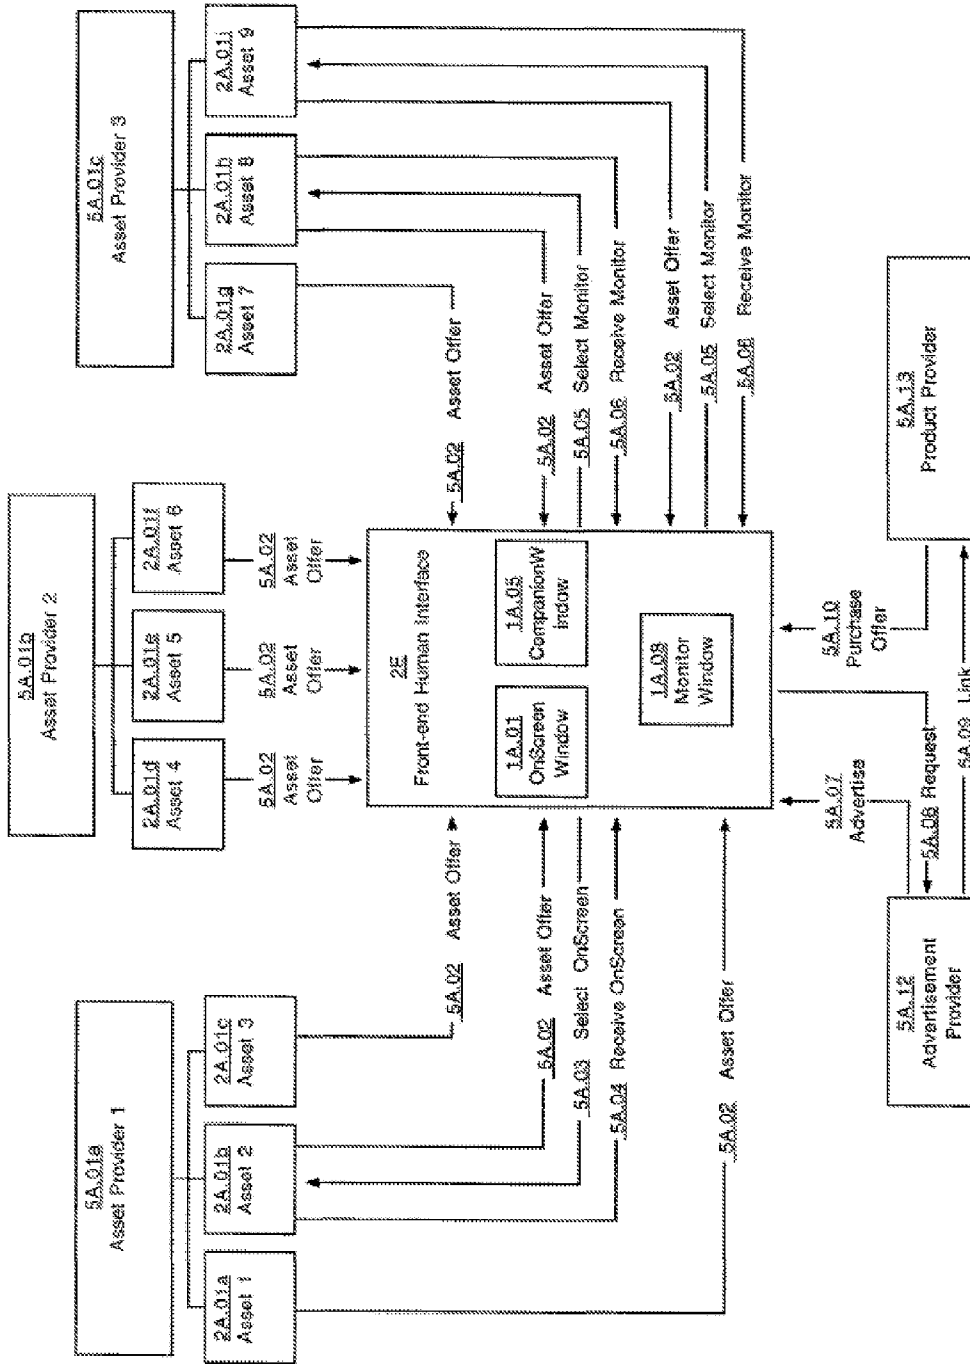 5A.01a
Asset Provider 1
2A.01a
Asset 1
2A.01b
Asset 2
2A.01c
Asset 3
5A.01b
Asset Provider 2
2A.01d
Asset 4
2A.01e
Asset 5
2A.01f
Asset 6
5A.01c
Asset Provider 3
2A.01g
Asset 7
2A.01h
Asset 8
2A.01i
Asset 9
5A.02
Asset
Offer
5A.02
Asset
Offer
5A.02
Asset
Offer
5A.02 Asset Offer
5A.02 Asset Offer
5A.03 Select OnScreen
5A.04 Receive OnScreen
5A.02 Asset Offer
2E
Front-end Human Interface
1A.01
OnScreen
Window
1A.05
CompanionW
indow
1A.08
Monitor
Window
5A.02 Asset Offer
5A.02 Asset Offer
5A.05 Select Monitor
5A.06 Receive Monitor
5A.02 Asset Offer
5A.05 Select Monitor
5A.06 Receive Monitor
5A.07
Advertise
5A.08 Request
5A.10
Purchase
Offer
5A.12
Advertisement
Provider
5A.09 Link
5A.13
Product Provider